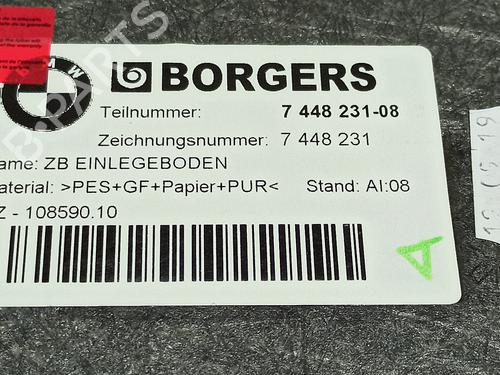 BMW
BORGERS
Teilnummer: 7 448 231-08
Zeichnungsnummer: 7 448 231
ame: ZB EINLEGEBODEN
aterial: >PES+GF+Papier+PUR< Stand: AI:08
Z - 108590.10